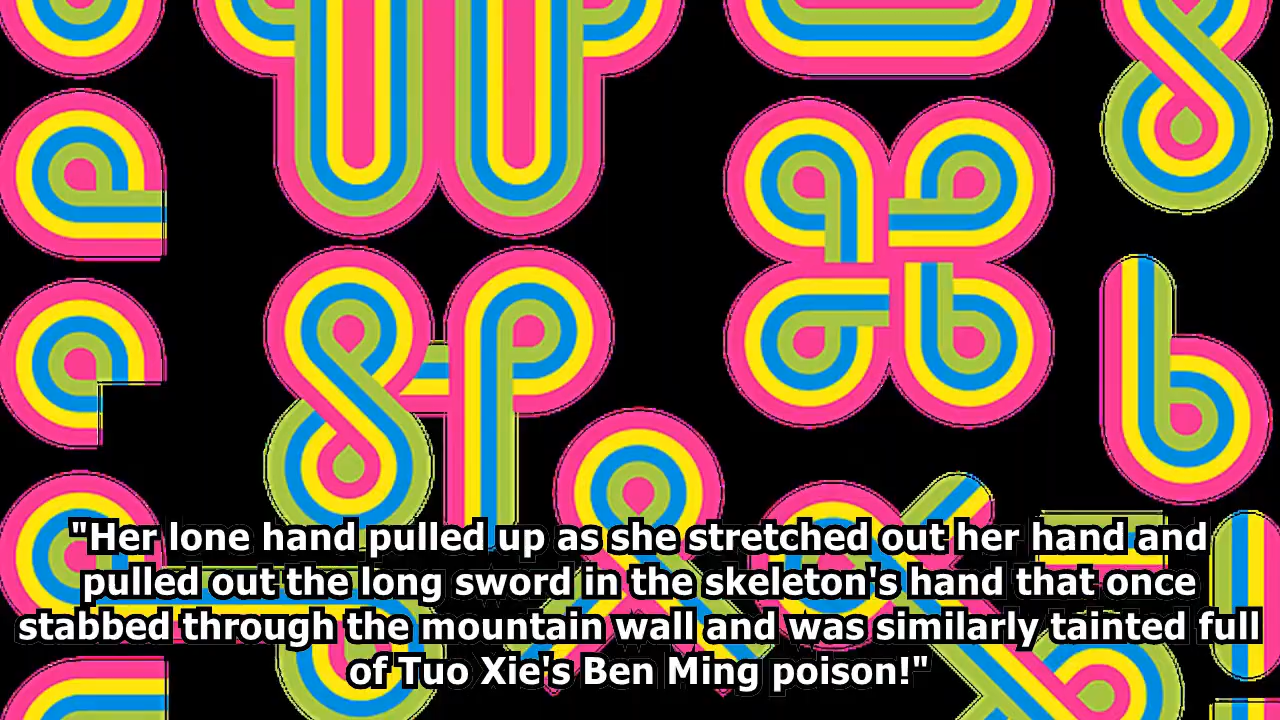 "Her lone hand pulled up as she stretched out her hand and
pulled out the long sword in the skeleton's hand that once
stabbed through the mountain wall and was similarly tainted full
of Tuo Xie's Ben Ming poison!"